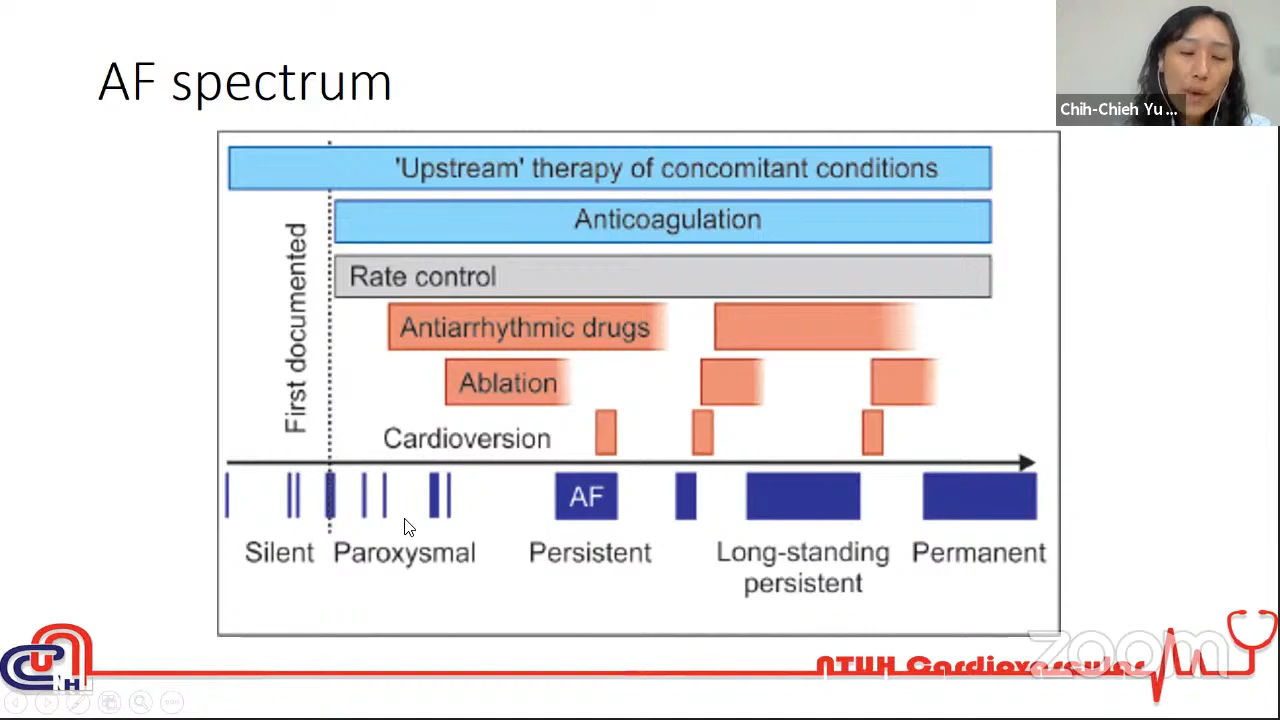 AF spectrum
Chih-Chieh Yu ...
'Upstream' therapy of concomitant conditions
Anticoagulation
First documented
Rate control
Antiarrhythmic drugs
Ablation
Cardioversion
AF
Silent
Paroxysmal
Persistent
Long-standing
persistent
Permanent
zoom
NTUH Cardiovascular